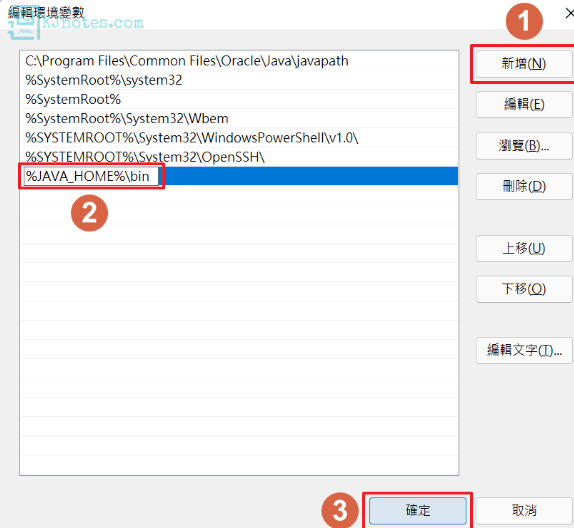 編輯環境變數
KJnotes.com
1
C:\Program Files\Common Files\Oracle\Java\javapath
%SystemRoot%\system32
%SystemRoot%
%SystemRoot%\System32\Wbem
%SYSTEMROOT%\System32\WindowsPowerShell\v1.0\
%SYSTEMROOT%\System32\OpenSSH\
%JAVA_HOME%\bin
2
新增(N)
編輯(E)
瀏覽(B)...
刪除(D)
上移(U)
下移(O)
編輯文字(T)...
3
確定
取消